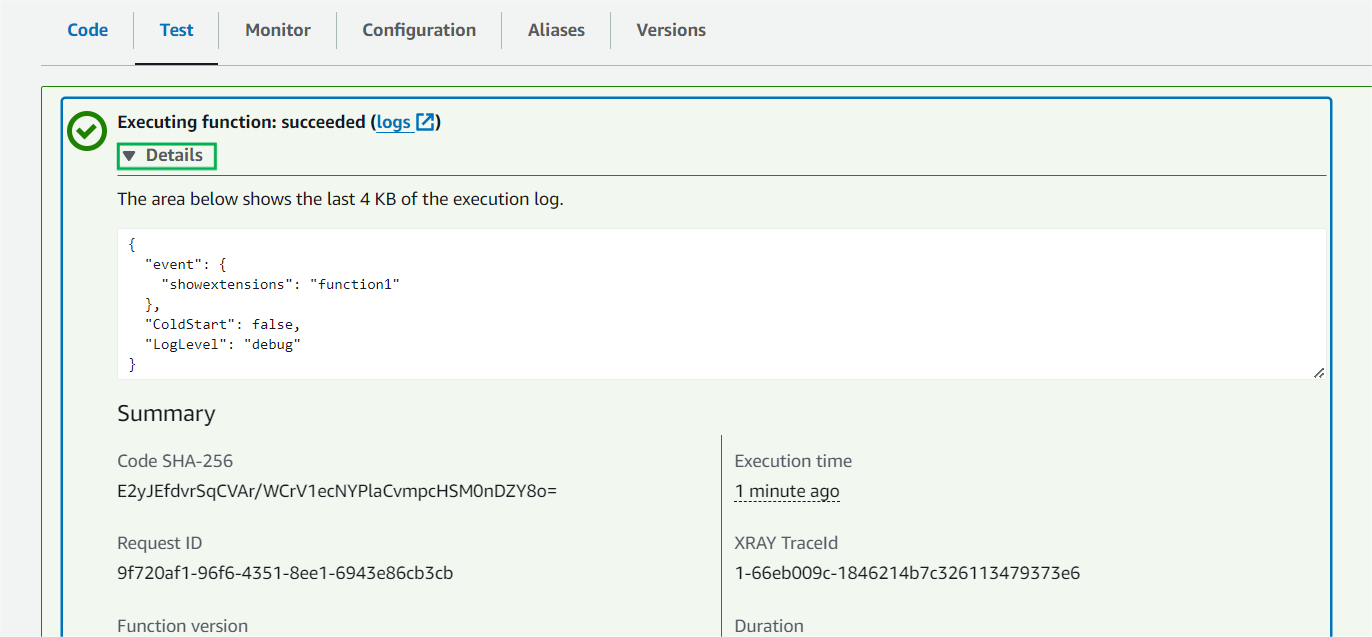 Code Test Monitor Configuration Aliases Versions
Executing function: succeeded (logs)
▼ Details
The area below shows the last 4 KB of the execution log.
{
  "event": {
    "showextensions": "function1"
  },
  "ColdStart": false,
  "LogLevel": "debug"
}
Summary
Code SHA-256
E2yJEfdvrSqCVAr/WCrV1ecNYPlaCvmpcHSM0nDZY8o=
Execution time
1 minute ago
Request ID
9f720af1-96f6-4351-8ee1-6943e86cb3cb
XRAY TraceId
1-66eb009c-1846214b7c326113479373e6
Function version
Duration